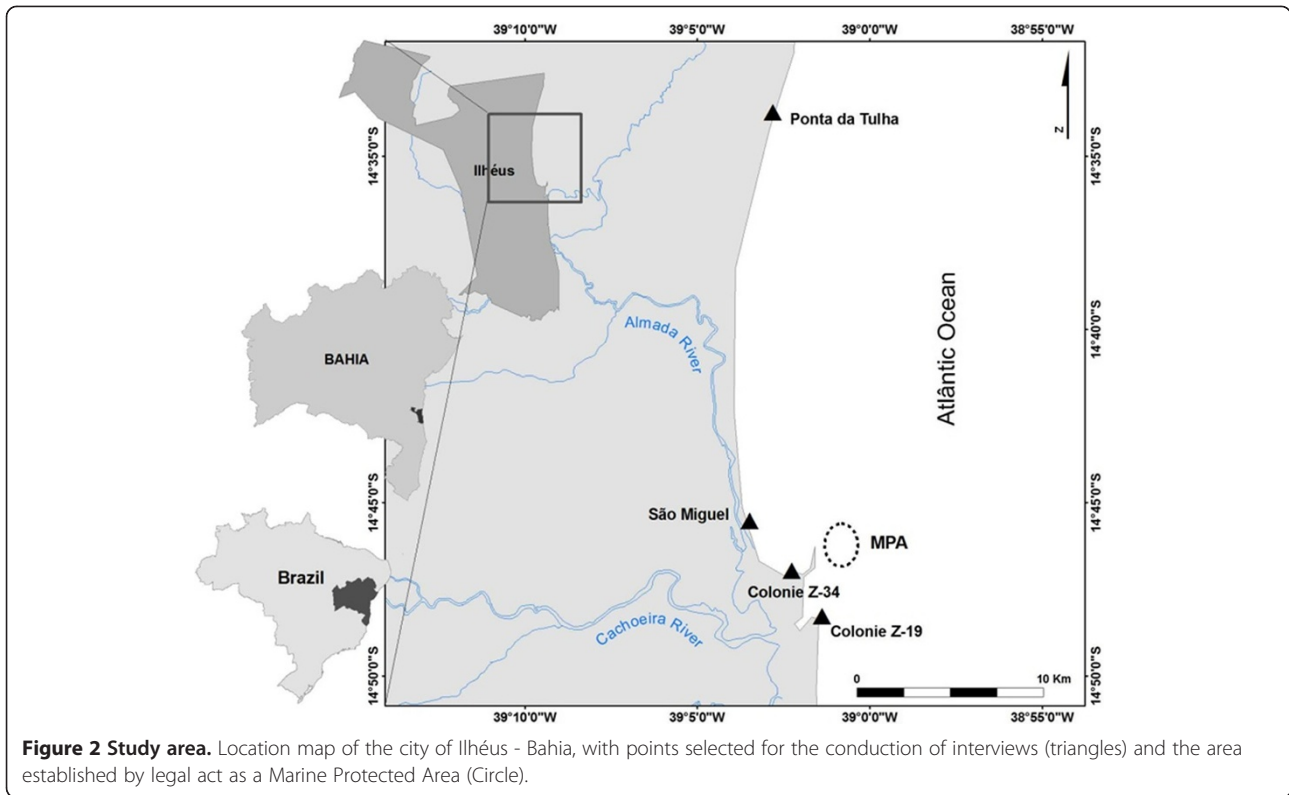 39°10'0"W 39°5'0"W 39°0'0"W 38°55'0"W
Ponta da Tulha
z
14°35'0"S
14°35'0"S
Ilhéus
Atlântic Ocean
14°40'0"S
14°40'0"S
Almada River
BAHIA
14°45'0"S
14°45'0"S
São Miguel
MPA
Brazil
Colonie Z-34
Colonie Z-19
Cachoeira River
0 10 Km
14°50'0"S
14°50'0"S
39°10'0"W 39°5'0"W 39°0'0"W 38°55'0"W
Figure 2 Study area. Location map of the city of Ilhéus - Bahia, with points selected for the conduction of interviews (triangles) and the area
established by legal act as a Marine Protected Area (Circle).